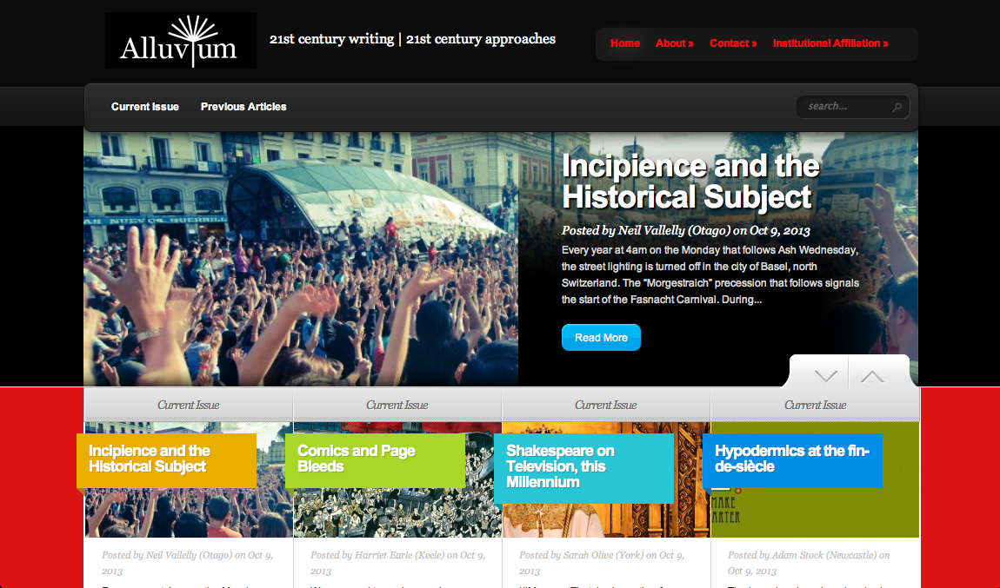 Alluvium
21st century writing | 21st century approaches
Home About » Contact » Institutional Affiliation »
Current Issue Previous Articles
search...
AS NUEVOS GUERRILL
Incipience and the
Historical Subject
Posted by Neil Vallelly (Otago) on Oct 9, 2013
Every year at 4am on the Monday that follows Ash Wednesday,
the street lighting is turned off in the city of Basel, north
Switzerland. The "Morgestraich" precession that follows signals
the start of the Fasnacht Carnival. During...
Read More
Current Issue
Current Issue
Current Issue
Current Issue
Incipience and the
Historical Subject
Posted by Neil Vallelly (Otago) on Oct 9,
2013
Comics and Page
Bleeds
Posted by Harriet Earle (Keele) on Oct 9,
2013
Shakespeare on
Television, this
Millennium
Posted by Sarah Olive (York) on Oct 9,
2013
Hypodermics at the fin-
de-siècle
MAKE
ARTER
Posted by Adam Stock (Newcastle) on
Oct 9, 2013